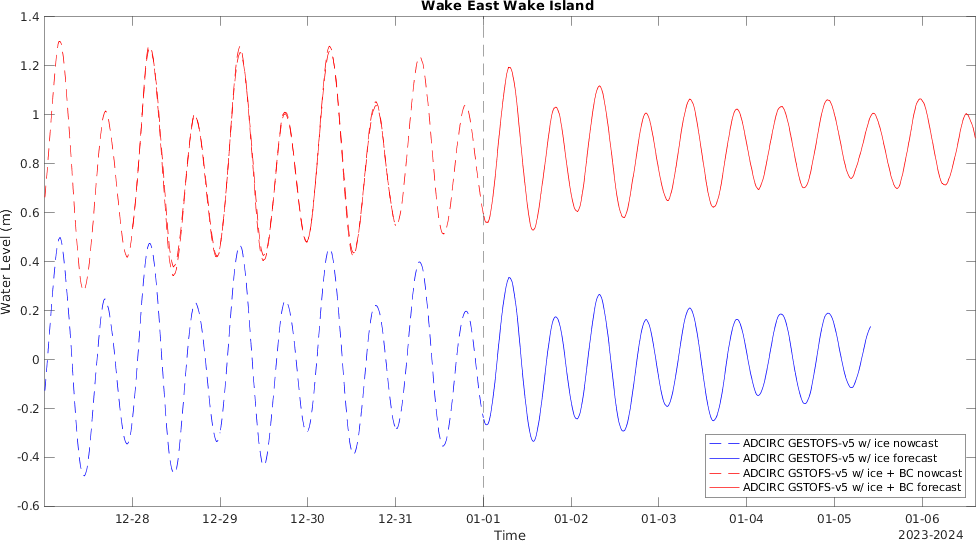 Wake East Wake Island
1.4
1.2
1
0.8
0.6
0.4
0.2
0
-0.2
-0.4
-0.6
Water Level (m)
ADCIRC GESTOFS-v5 w/ ice nowcast
ADCIRC GESTOFS-v5 w/ ice forecast
ADCIRC GSTOFS-v5 w/ ice + BC nowcast
ADCIRC GSTOFS-v5 w/ ice + BC forecast
12-28 12-29 12-30 12-31 01-01 01-02 01-03 01-04 01-05 01-06
Time
2023-2024